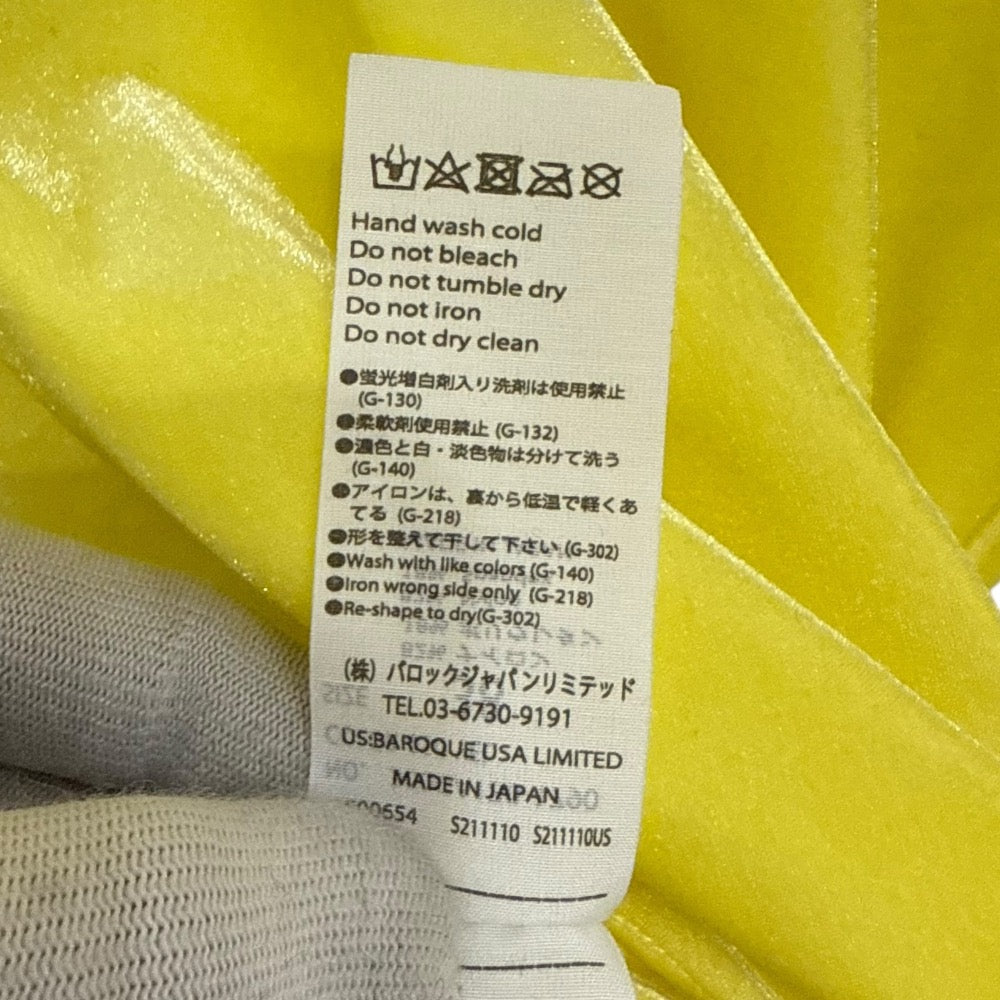 Hand wash cold
Do not bleach
Do not tumble dry
Do not iron
Do not dry clean
●蛍光増白剤入り洗剤は使用禁止
(G-130)
●柔軟剤使用禁止 (G-132)
●濃色と白・淡色物は分けて洗う
(G-140)
●アイロンは、裏から低温で軽くあ
てる (G-218)
●形を整えて干して下さい (G-302)
●Wash with like colors (G-140)
●Iron wrong side only (G-218)
●Re-shape to dry(G-302)
(株) バロックジャパンリミテッド
TEL.03-6730-9191
US:BAROQUE USA LIMITED
MADE IN JAPAN
S211110 S211110US